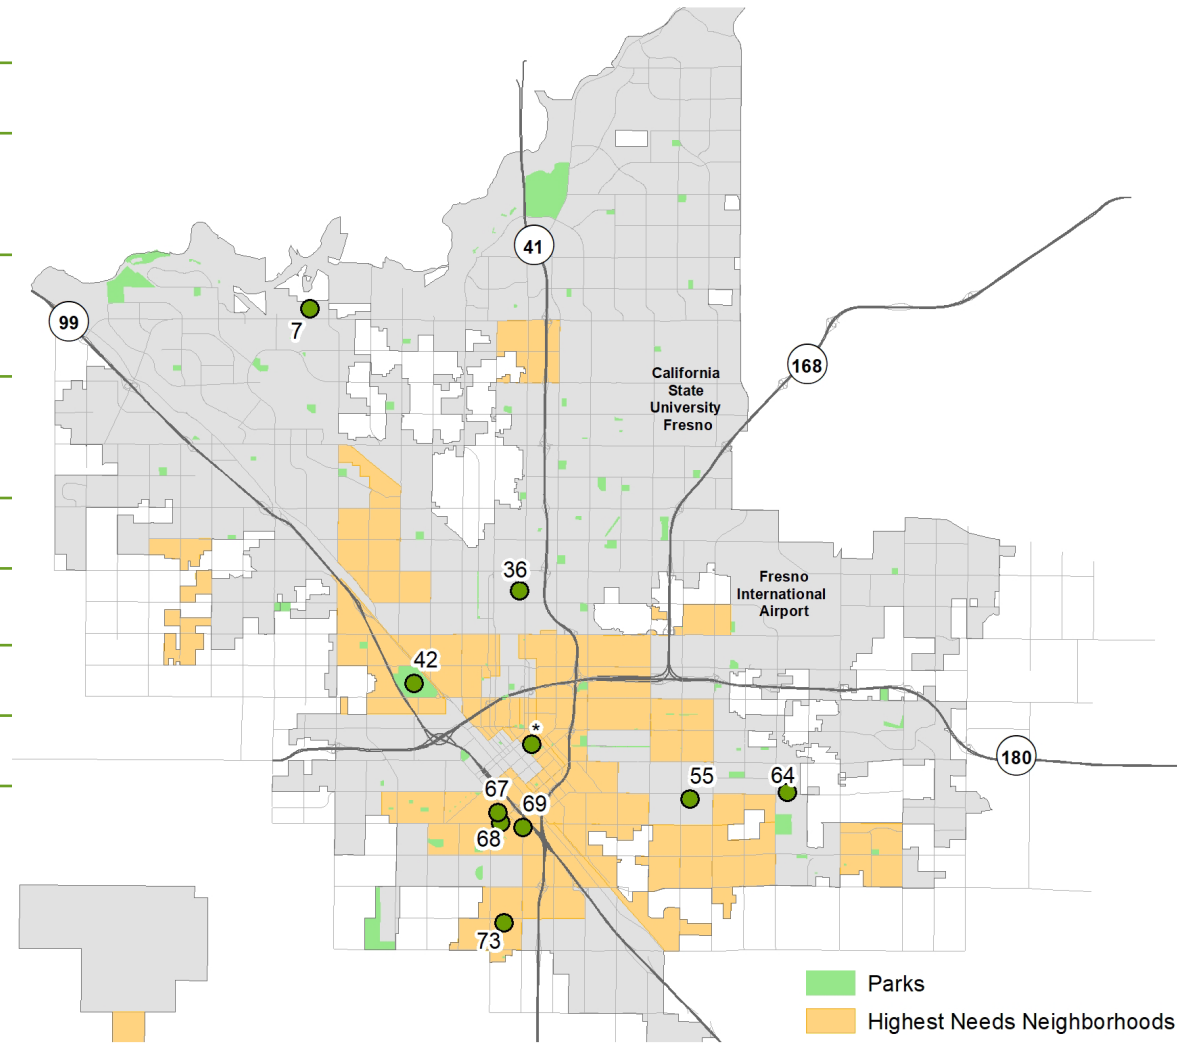 41
99
7
168
California
State
University
Fresno
36
Fresno
International
Airport
42
*
180
55
64
67
69
68
73
Parks
Highest Needs Neighborhoods